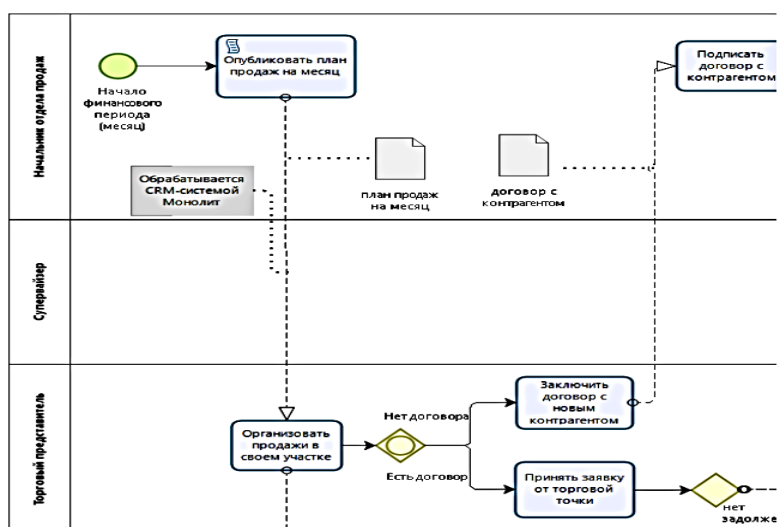 Начальник отдела продаж
Опубликовать план
продаж на месяц
Начало
финансового
периода
(месяц)
Обрабатывается
CRM-системой
Монолит
план продаж
на месяц
договор с
контрагентом
Подписать
договор с
контрагентом
Супервайзер
Торговый представитель
Организовать
продажи в
своем участке
Нет договора
Есть договор
Заключить
договор с
новым
контрагентом
Принять заявку
от торговой
точки
нет
задолже